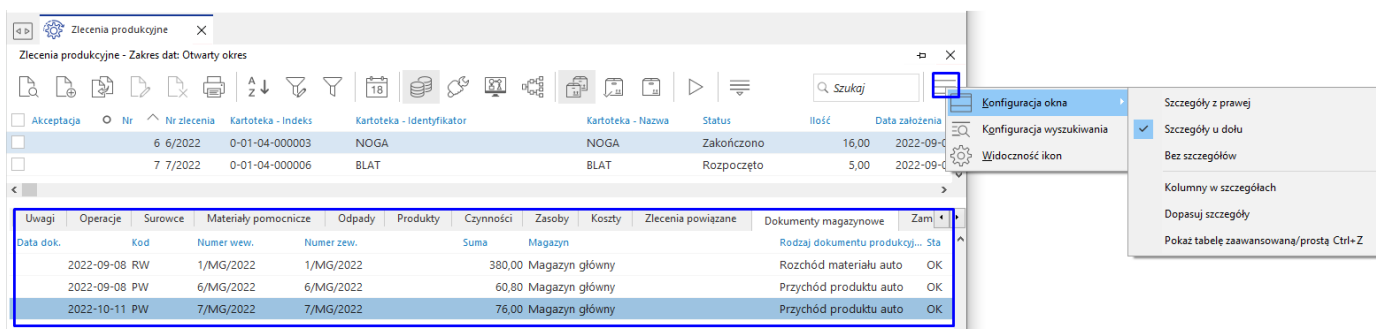 Zlecenia produkcyjne
Zlecenia produkcyjne - Zakres dat: Otwarty okres
A Z
18
Szukaj
Akceptacja Nr Nr zlecenia Kartoteka - Indeks Kartoteka - Identyfikator Kartoteka - Nazwa Status Ilość Data założenia
6 6/2022 0-01-04-000003 NOGA NOGA Zakończono 16,00 2022-09-0
7 7/2022 0-01-04-000006 BLAT BLAT Rozpoczęto 5,00 2022-09-0
Konfiguracja okna
Konfiguracja wyszukiwania
Widoczność ikon
Szczegóły z prawej
Szczegóły u dołu
Bez szczegółów
Kolumny w szczegółach
Dopasuj szczegóły
Pokaż tabelę zaawansowaną/prostą Ctrl+Z
Uwagi Operacje Surowce Materiały pomocnicze Odpady Produkty Czynności Zasoby Koszty Zlecenia powiązane Dokumenty magazynowe Zam
Data dok. Kod Numer wew. Numer zew. Suma Magazyn Rodzaj dokumentu produkcyj... Sta
2022-09-08 RW 1/MG/2022 1/MG/2022 380,00 Magazyn główny Rozchód materiału auto OK
2022-09-08 PW 6/MG/2022 6/MG/2022 60,80 Magazyn główny Przychód produktu auto OK
2022-10-11 PW 7/MG/2022 7/MG/2022 76,00 Magazyn główny Przychód produktu auto OK